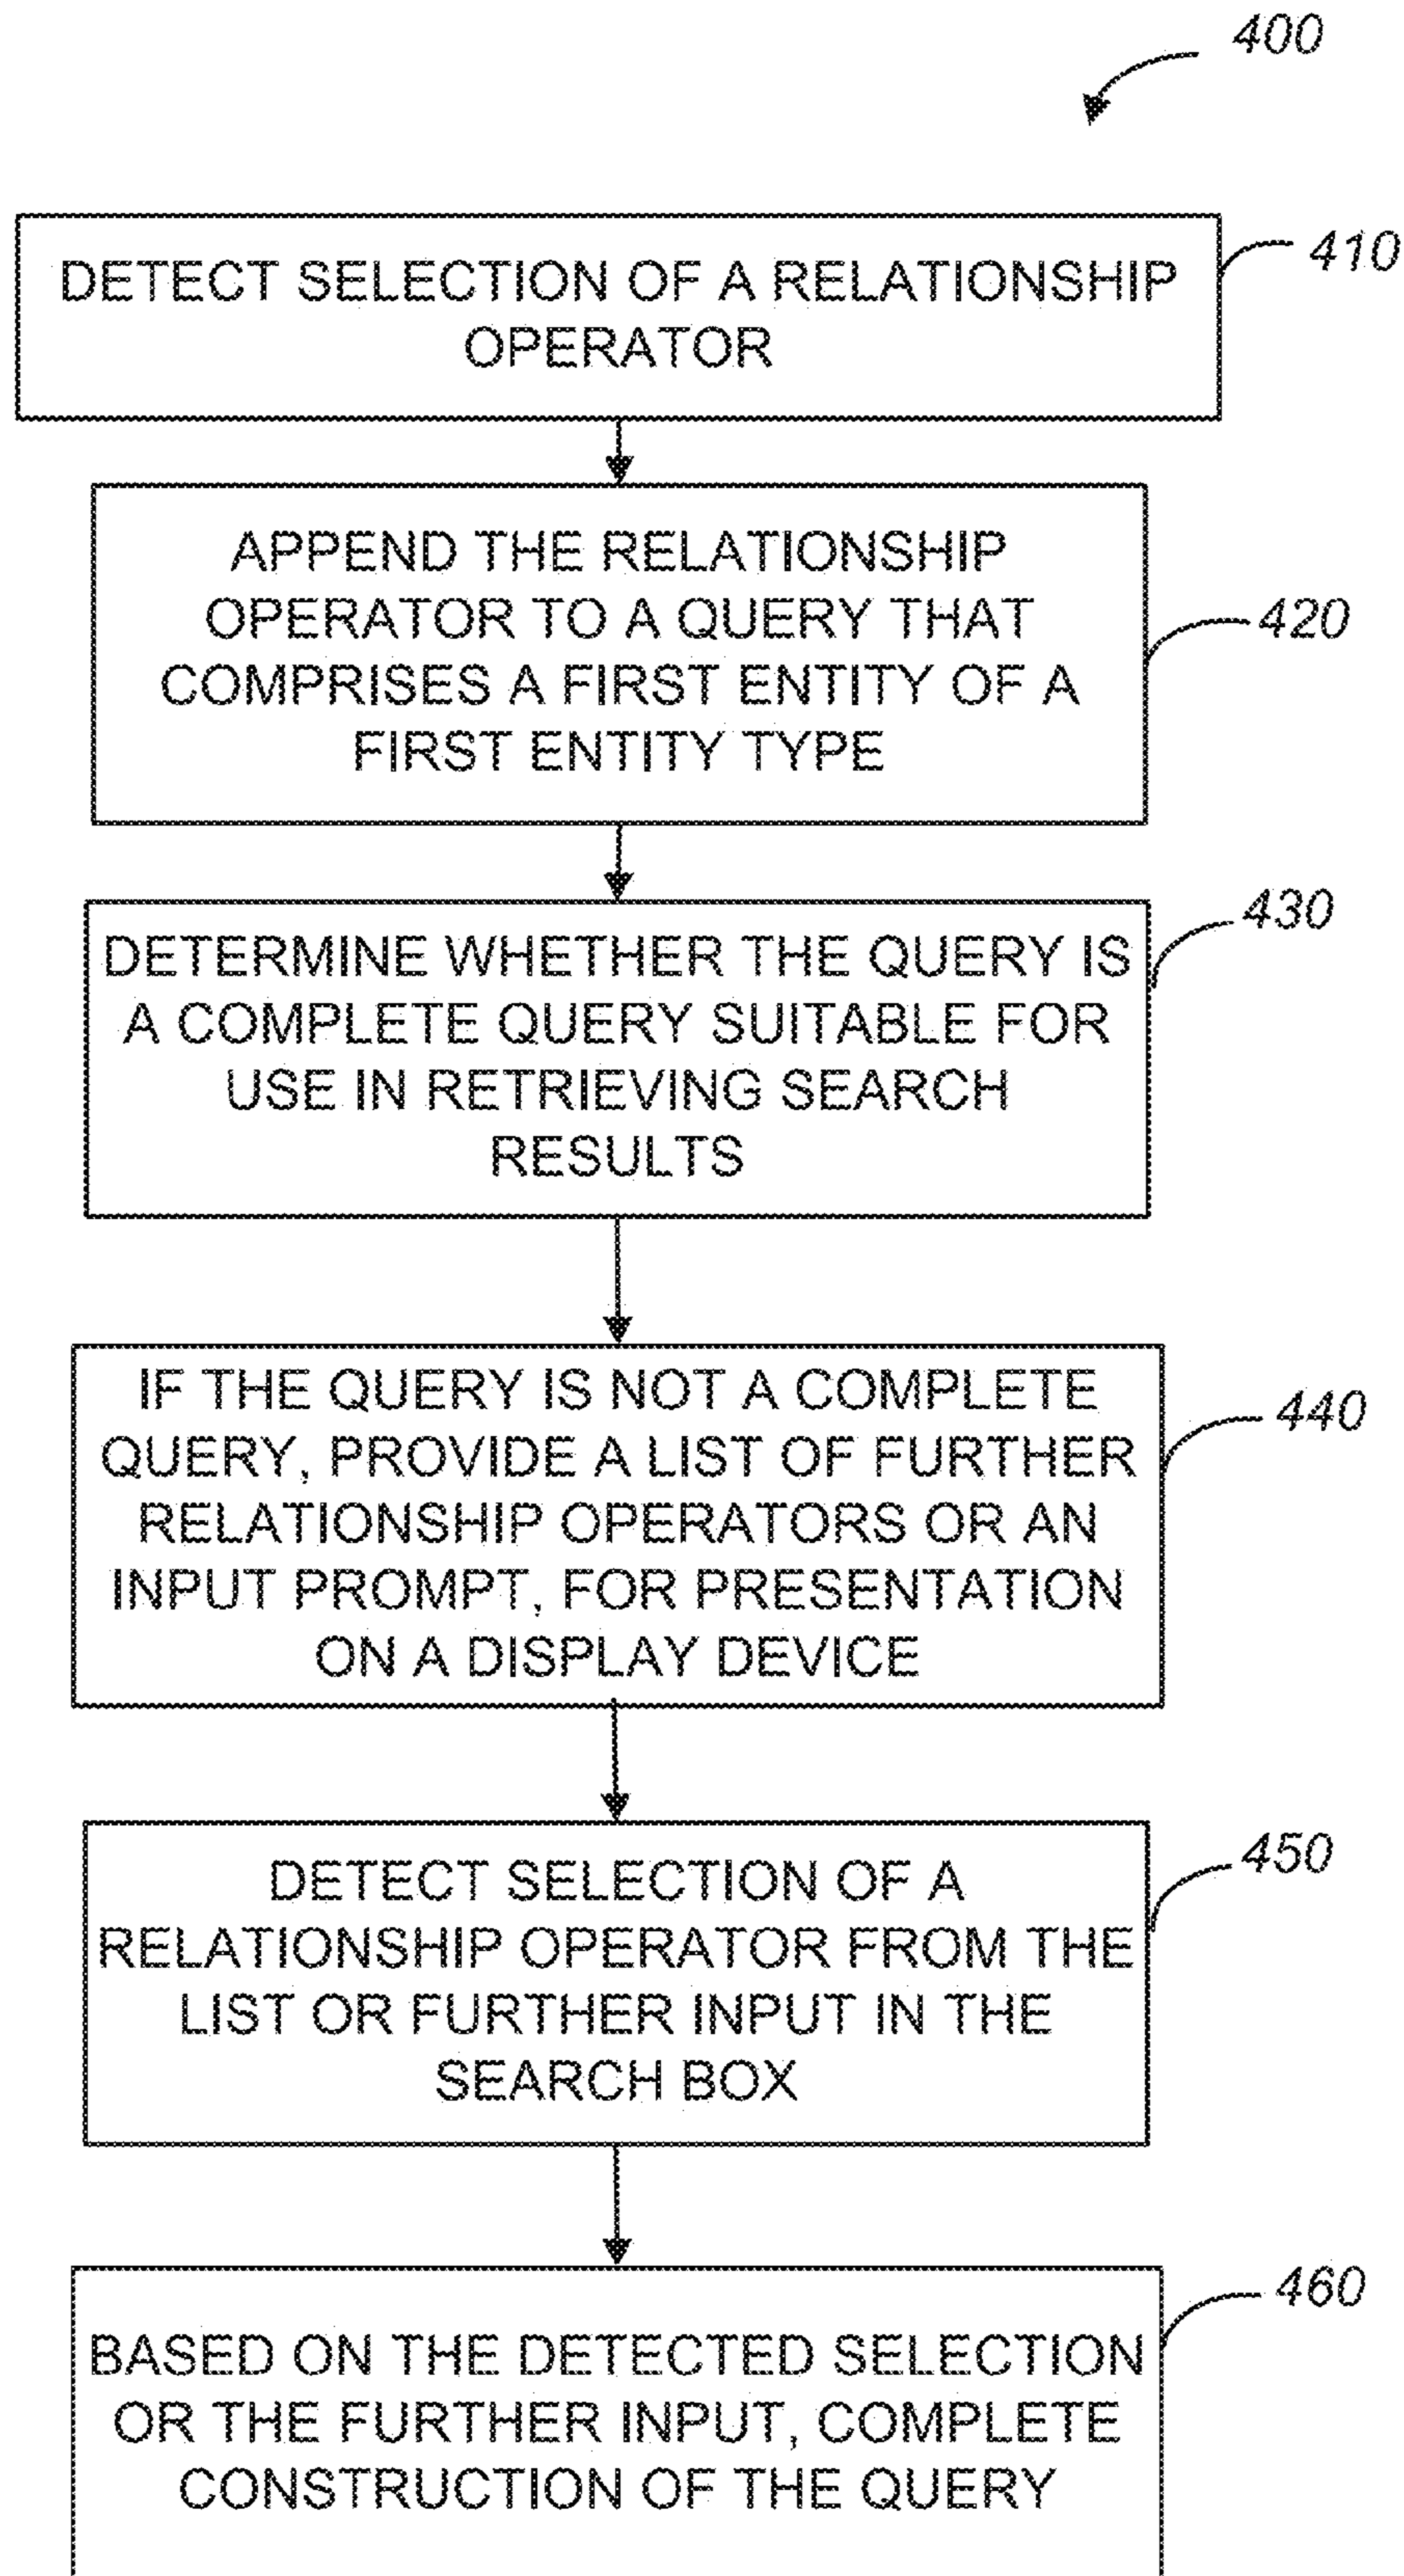 400
DETECT SELECTION OF A RELATIONSHIP
OPERATOR
410
APPEND THE RELATIONSHIP
OPERATOR TO A QUERY THAT
COMPRISES A FIRST ENTITY OF A
FIRST ENTITY TYPE
420
DETERMINE WHETHER THE QUERY IS
A COMPLETE QUERY SUITABLE FOR
USE IN RETRIEVING SEARCH
RESULTS
430
IF THE QUERY IS NOT A COMPLETE
QUERY, PROVIDE A LIST OF FURTHER
RELATIONSHIP OPERATORS OR AN
INPUT PROMPT, FOR PRESENTATION
ON A DISPLAY DEVICE
440
DETECT SELECTION OF A
RELATIONSHIP OPERATOR FROM THE
LIST OR FURTHER INPUT IN THE
SEARCH BOX
450
BASED ON THE DETECTED SELECTION
OR THE FURTHER INPUT, COMPLETE
CONSTRUCTION OF THE QUERY
460